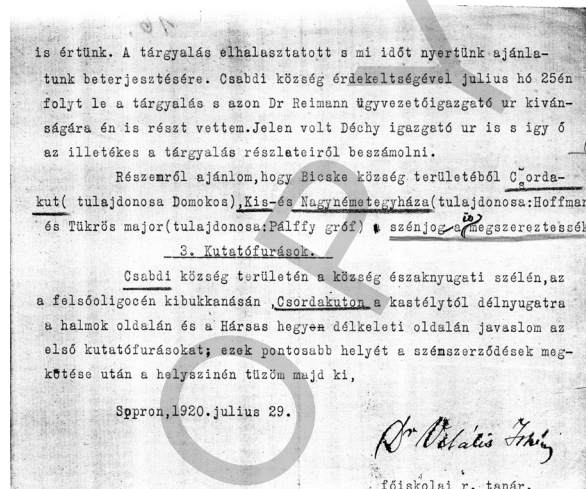 is értünk. A tárgyalás elhalasztatott s mi időt nyertünk ajánla-
tunk beterjesztésére. Csabdi község érdekeltségével julius hó 25én
folyt le a tárgyalás s azon Dr Reimann ügyvezetőigazgató ur kiván-
ságára én is részt vettem.Jelen volt Déchy igazgató ur is s igy ő
az illetékes a tárgyalás részlateiről beszámolni.
Részemről ajánlom,hogy Bicske község területéből Csorda-
kut( tulajdonosa Domokos),Kis-és Nagynémetegyháza(tulajdonosa:Hoffman
és Tükrös major(tulajdonosa:Pálffy gróf) szénjoga is megszereztessék
3. Kutatófurások.
Csabdi község területén a község északnyugati szélén,az
a felsőoligocén kibukkanásán ,Csordakuton a kastélytól délnyugatra
a halmok oldalán és a Hársas hegyen délkeleti oldalán javaslom az
első kutatófurásokat; ezek pontosabb helyét a szénszerződések meg-
kötése után a helyszinén tüzöm majd ki,
Sopron,1920.julius 29.
Dr Vitális István
főiskolai r. tanár.
COPY